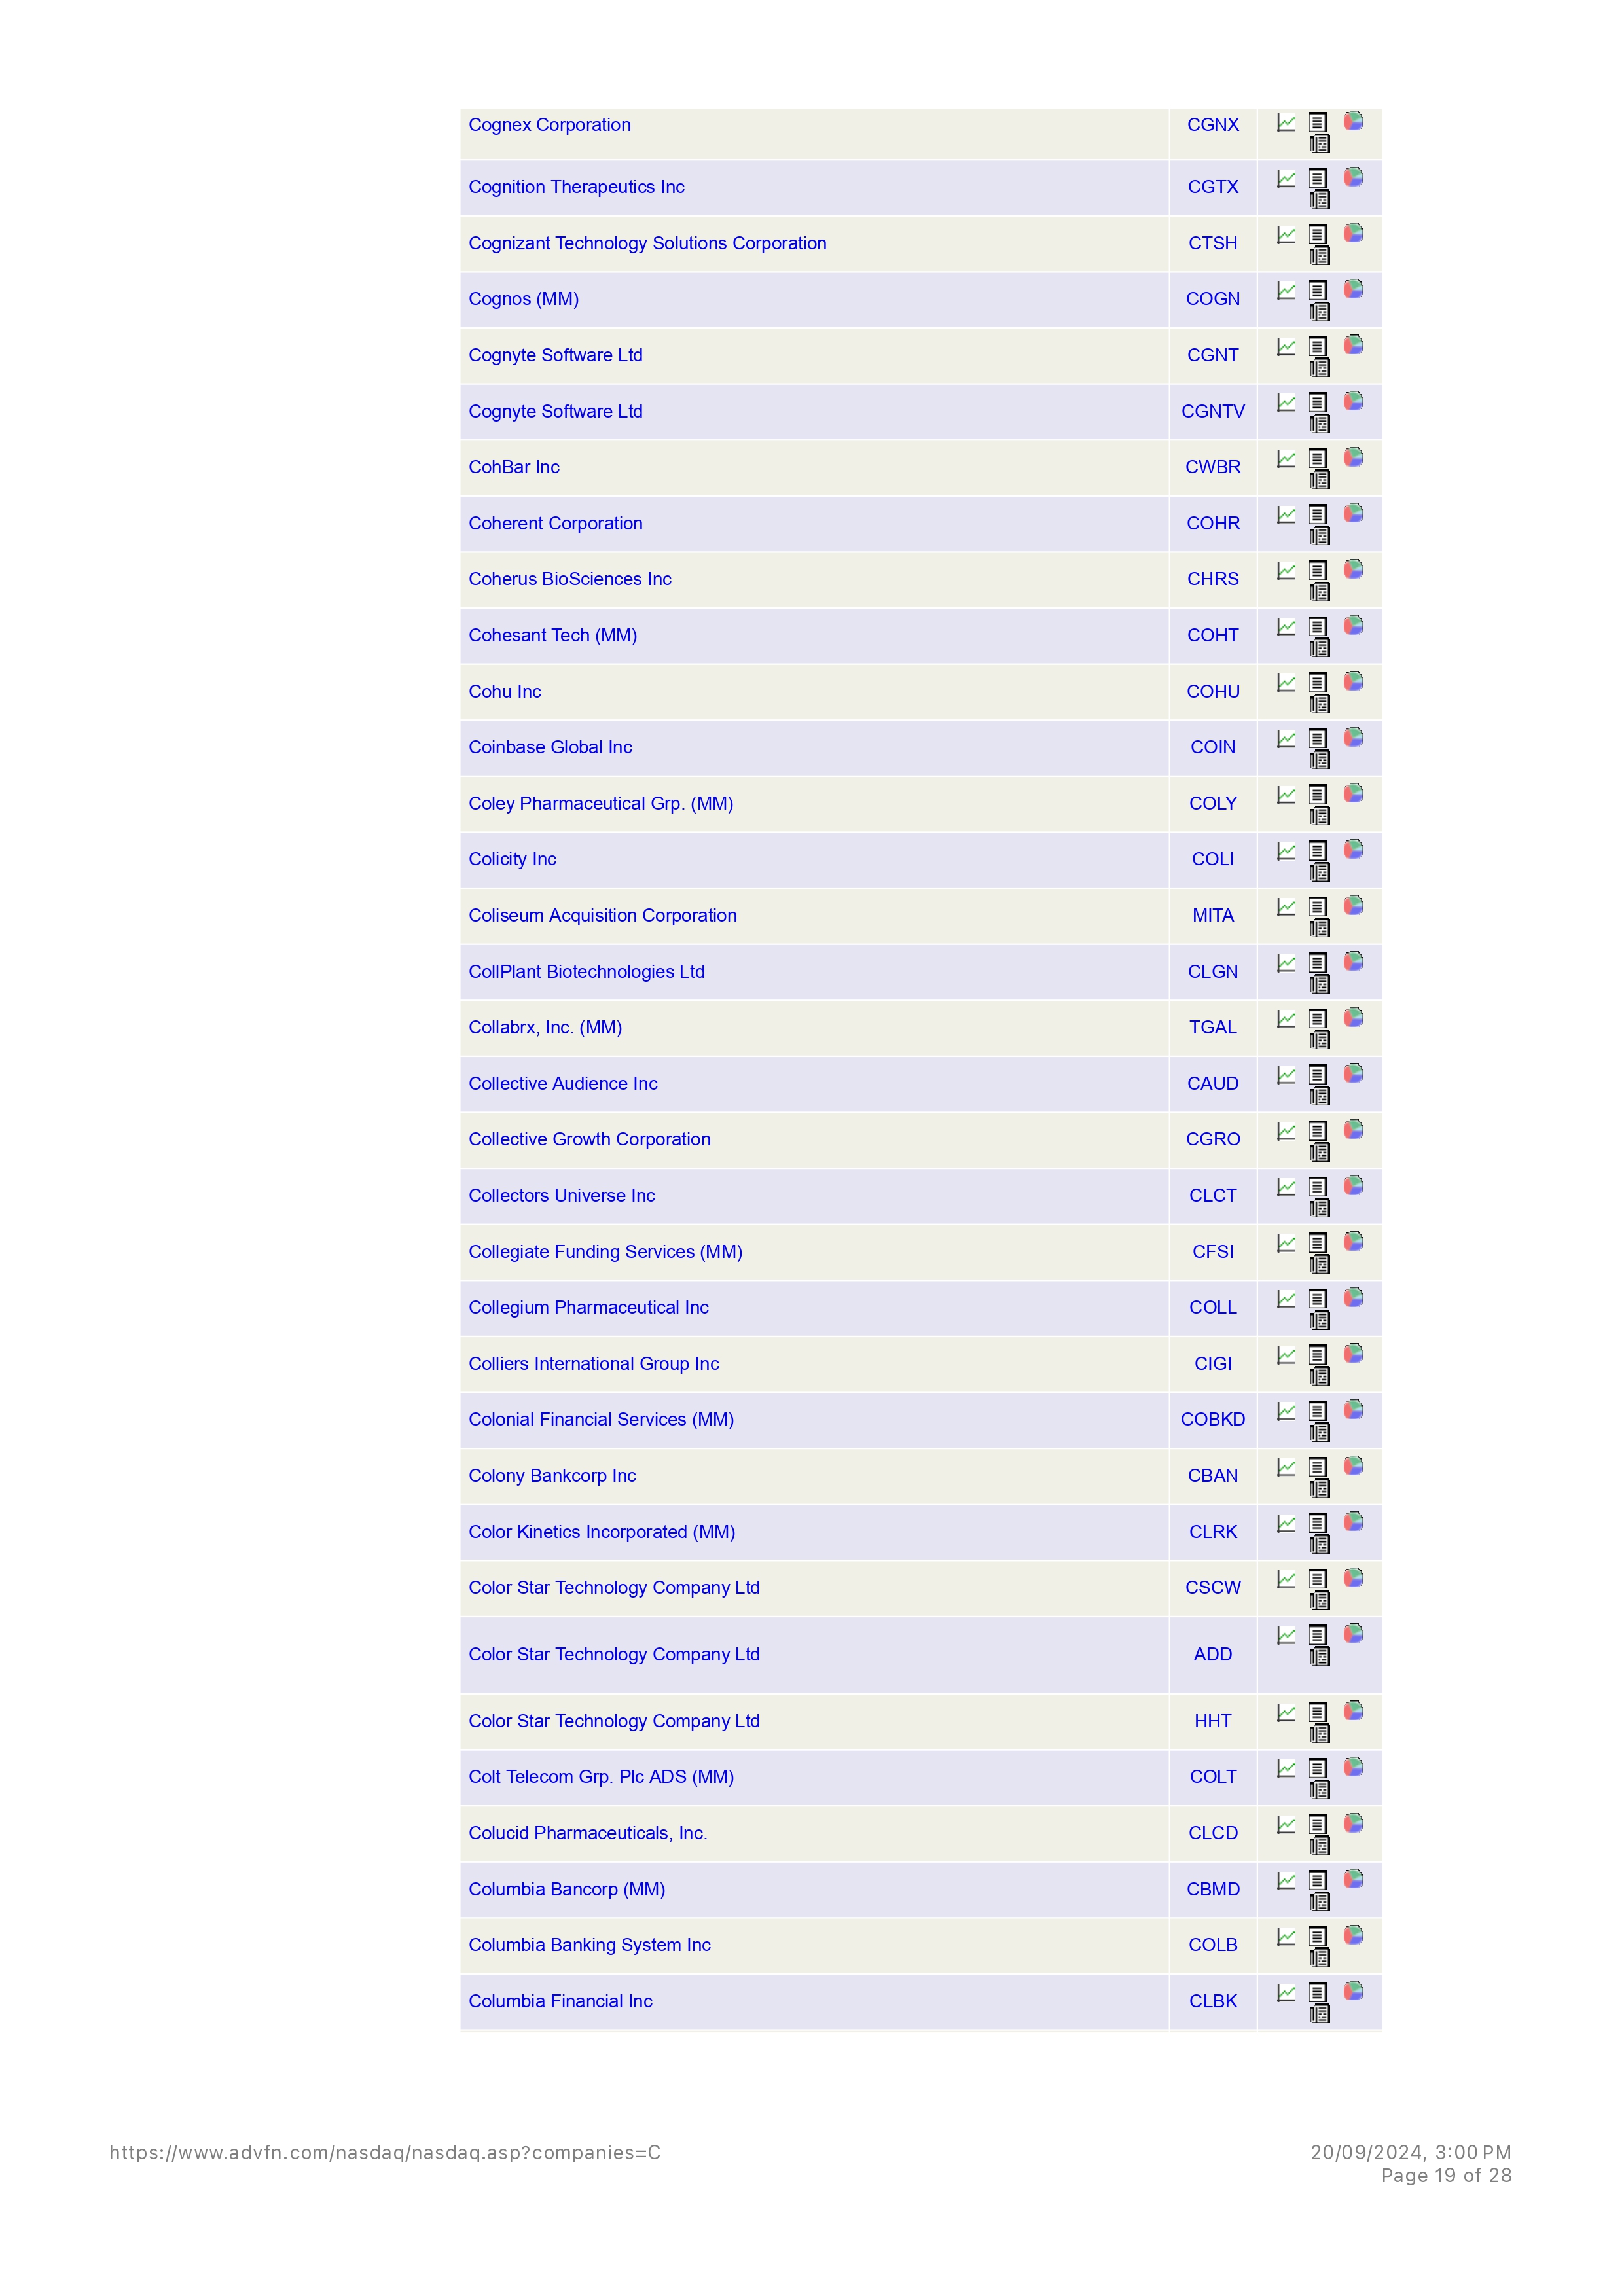 Cognex Corporation CGNX
Cognition Therapeutics Inc CGTX
Cognizant Technology Solutions Corporation CTSH
Cognos (MM) COGN
Cognyte Software Ltd CGNT
Cognyte Software Ltd CGNTV
CohBar Inc CWBR
Coherent Corporation COHR
Coherus BioSciences Inc CHRS
Cohesant Tech (MM) COHT
Cohu Inc COHU
Coinbase Global Inc COIN
Coley Pharmaceutical Grp. (MM) COLY
Colicity Inc COLI
Coliseum Acquisition Corporation MITA
CollPlant Biotechnologies Ltd CLGN
Collabrx, Inc. (MM) TGAL
Collective Audience Inc CAUD
Collective Growth Corporation CGRO
Collectors Universe Inc CLCT
Collegiate Funding Services (MM) CFSI
Collegium Pharmaceutical Inc COLL
Colliers International Group Inc CIGI
Colonial Financial Services (MM) COBKD
Colony Bankcorp Inc CBAN
Color Kinetics Incorporated (MM) CLRK
Color Star Technology Company Ltd CSCW
Color Star Technology Company Ltd ADD
Color Star Technology Company Ltd HHT
Colt Telecom Grp. Plc ADS (MM) COLT
Colucid Pharmaceuticals, Inc. CLCD
Columbia Bancorp (MM) CBMD
Columbia Banking System Inc COLB
Columbia Financial Inc CLBK
https://www.advfn.com/nasdaq/nasdaq.asp?companies=C 20/09/2024, 3:00 PM
Page 19 of 28